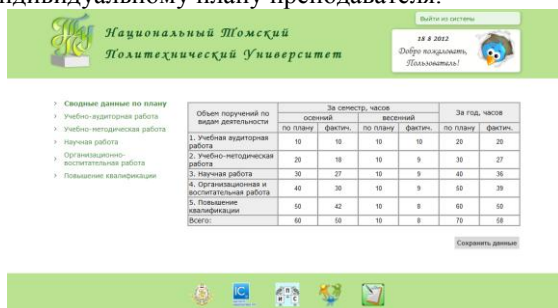 ндивидуальному плану преподавателя.
Выйти из системы
Национальный Томский
Политехнический Университет
18 8 2012
Добро пожаловать,
Пользователь!
Сводные данные по плану
Учебно-аудиторная работа
Учебно-методическая работа
Научная работа
Организационно-
воспитательная работа
Повышение квалификации
Объем поручений по
видам деятельности
За семестр, часов
За год, часов
осенний весенний
по плану фактич. по плану фактич. по плану фактич.
1. Учебная аудиторная
работа 10 10 10 10 20 20
2. Учебно-методическая
работа 20 18 10 9 30 27
3. Научная работа 30 27 10 9 40 36
4. Организационная и
воспитательная работа 40 30 10 9 50 39
5. Повышение
квалификации 50 42 10 8 60 50
Всего: 60 50 10 8 70 58
Сохранить данные